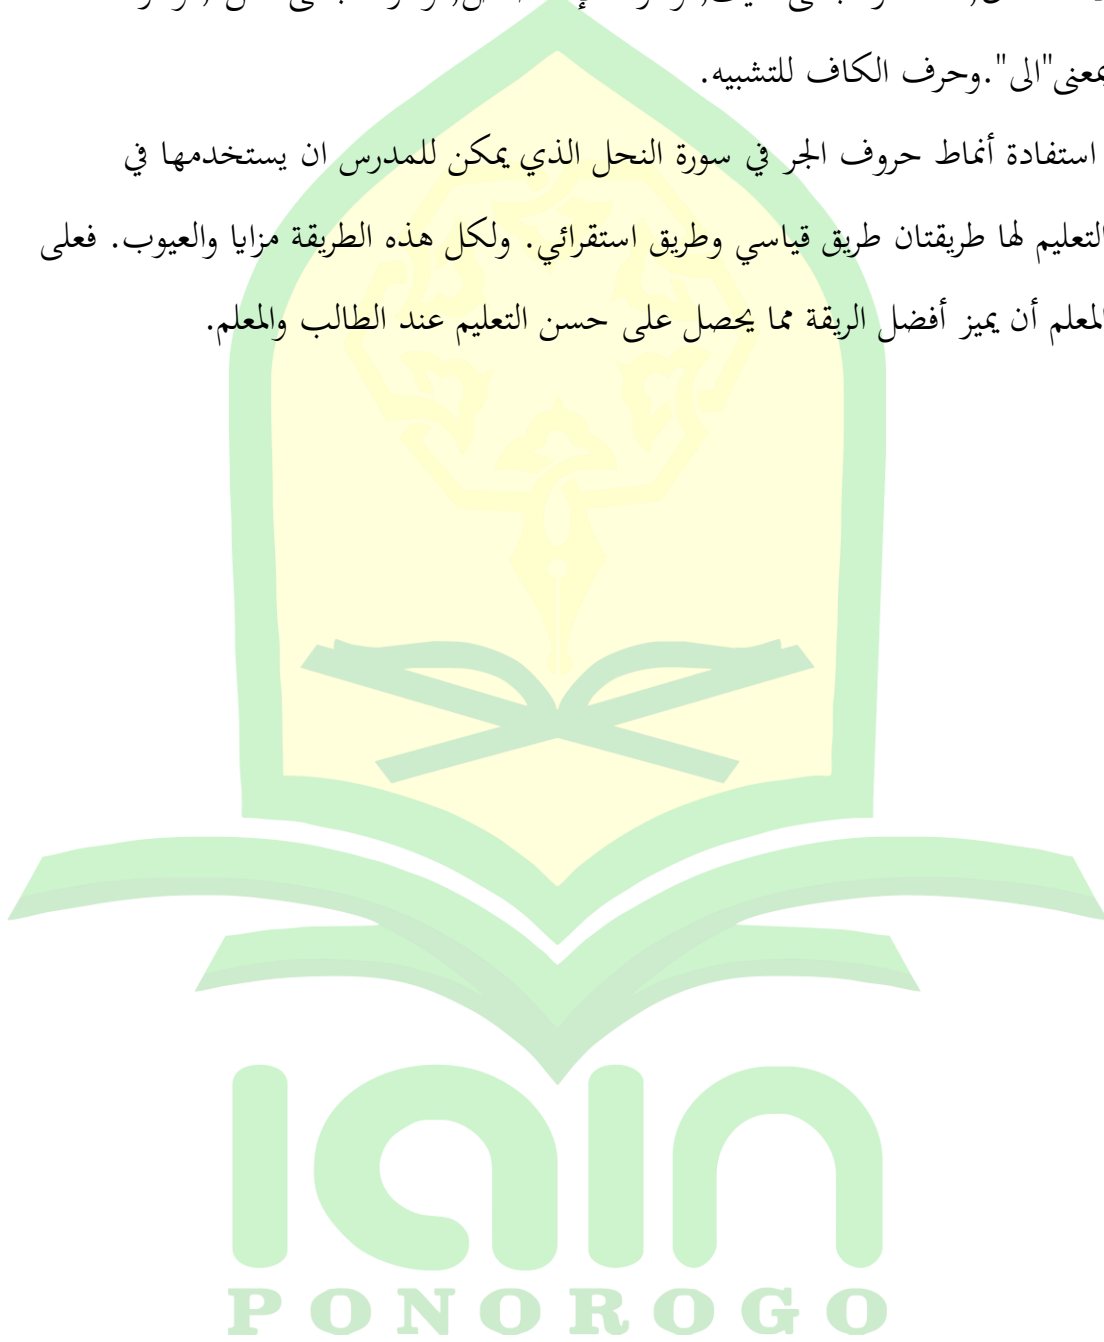 بمعنى"الى".وحرف الكاف للتشبيه.
استفادة أنماط حروف الجر في سورة النحل الذي يمكن للمدرس ان يستخدمها في
التعليم لها طريقتان طريق قياسي وطريق استقرائي. ولكل هذه الطريقة مزايا والعيوب. فعلى
المعلم أن يميز أفضل الريقة مما يحصل على حسن التعليم عند الطالب والمعلم.
iain
PONOROGO